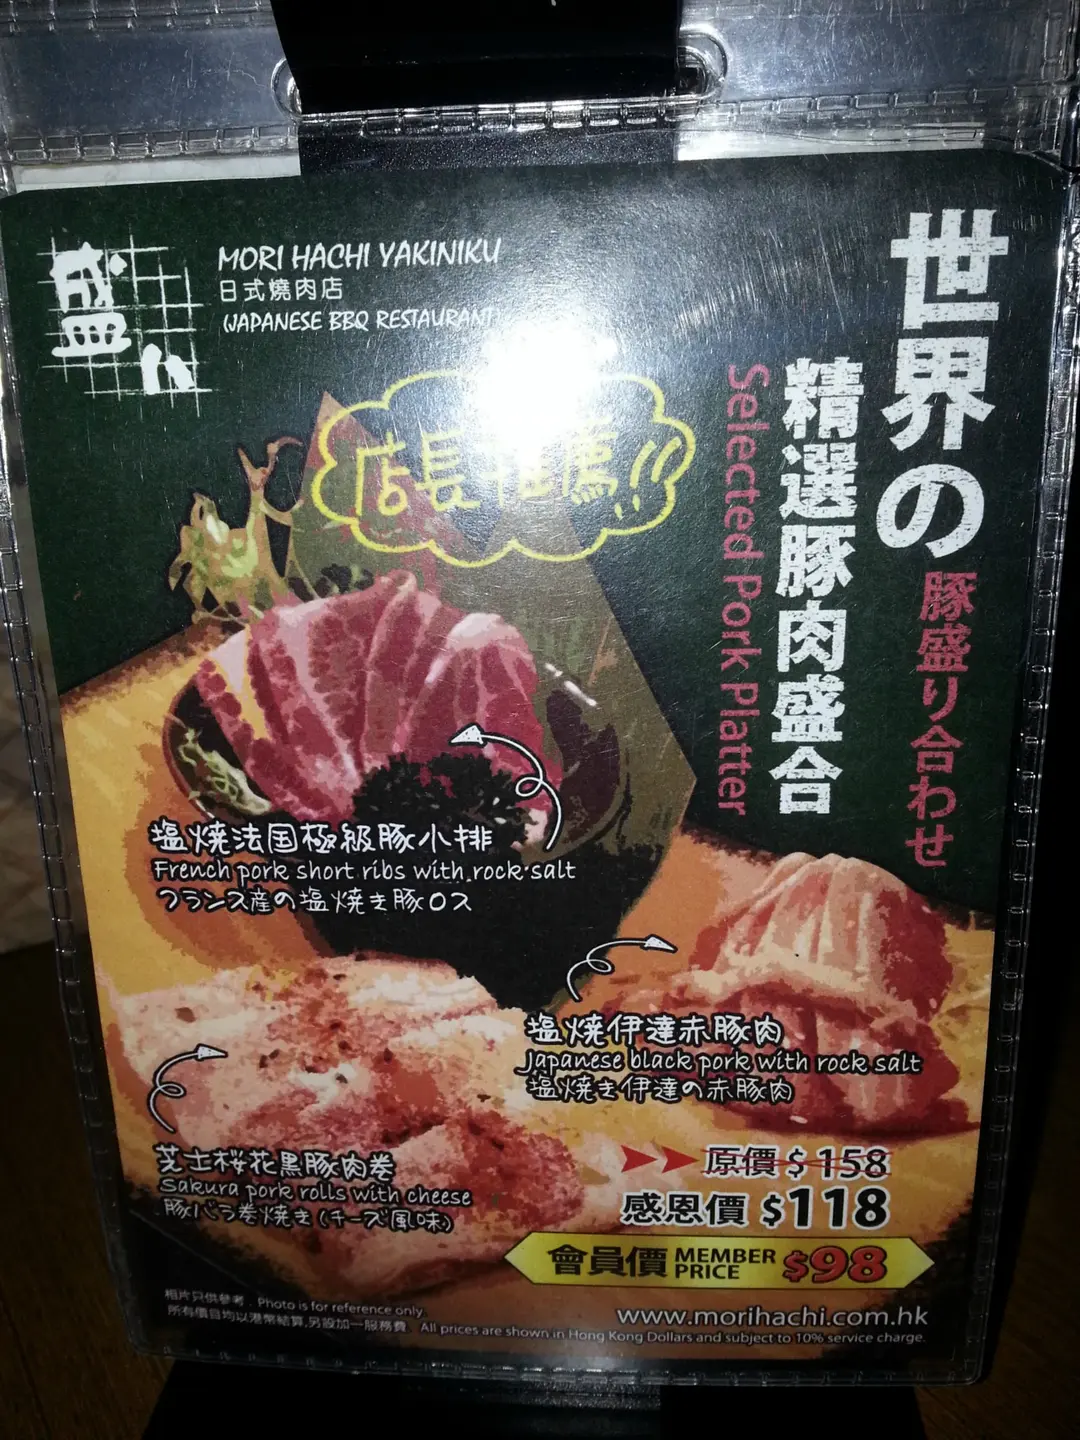 盛八
MORI HACHI YAKINIKU
日式燒肉店
(JAPANESE BBQ RESTAURANT)
世界の
豚盛り合わせ
精選豚肉盛合
Selected Pork Platter
店長推薦!!
塩燒法国極級豚小排
French pork short ribs with rock salt
フランス産の塩焼き豚ロス
塩燒伊達赤豚肉
Japanese black pork with rock salt
塩焼き伊達の赤豚肉
芝士桜花黒豚肉巻
Sakura pork rolls with cheese
豚バラ巻焼き(チーズ風味)
原價 $158
感恩價 $118
會員價 MEMBER PRICE $98
相片只供參考. Photo is for reference only.
www.morihachi.com.hk
所有價目均以港幣結算,另設加一服務費. All prices are shown in Hong Kong Dollars and subject to 10% service charge.